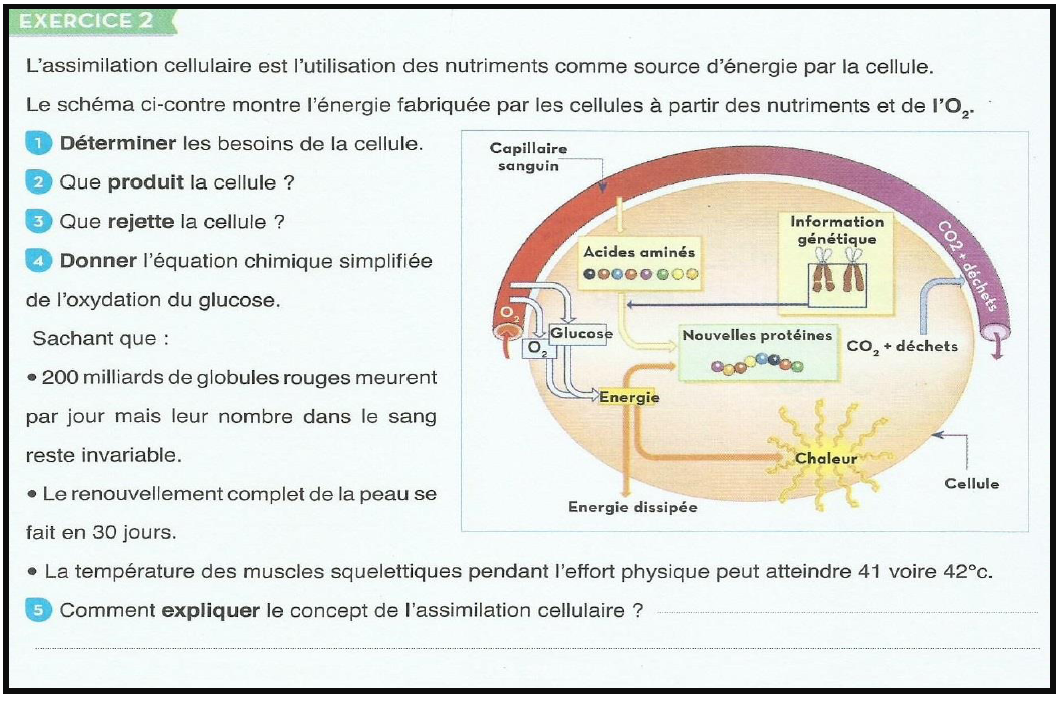 EXERCICE 2
L'assimilation cellulaire est l'utilisation des nutriments comme source d'énergie par la cellule.
Le schéma ci-contre montre l'énergie fabriquée par les cellules à partir des nutriments et de l'O₂.
1 Déterminer les besoins de la cellule.
2 Que produit la cellule ?
3 Que rejette la cellule ?
4 Donner l'équation chimique simplifiée
de l'oxydation du glucose.
Sachant que :
• 200 milliards de globules rouges meurent
par jour mais leur nombre dans le sang
reste invariable.
• Le renouvellement complet de la peau se
fait en 30 jours.
Capillaire
sanguin
Acides aminés
Information
génétique
CO2 + déchets
O₂
Glucose
O₂
Nouvelles protéines
CO₂ + déchets
Energie
Chaleur
Cellule
Energie dissipée
• La température des muscles squelettiques pendant l'effort physique peut atteindre 41 voire 42°c.
5 Comment expliquer le concept de l'assimilation cellulaire ?